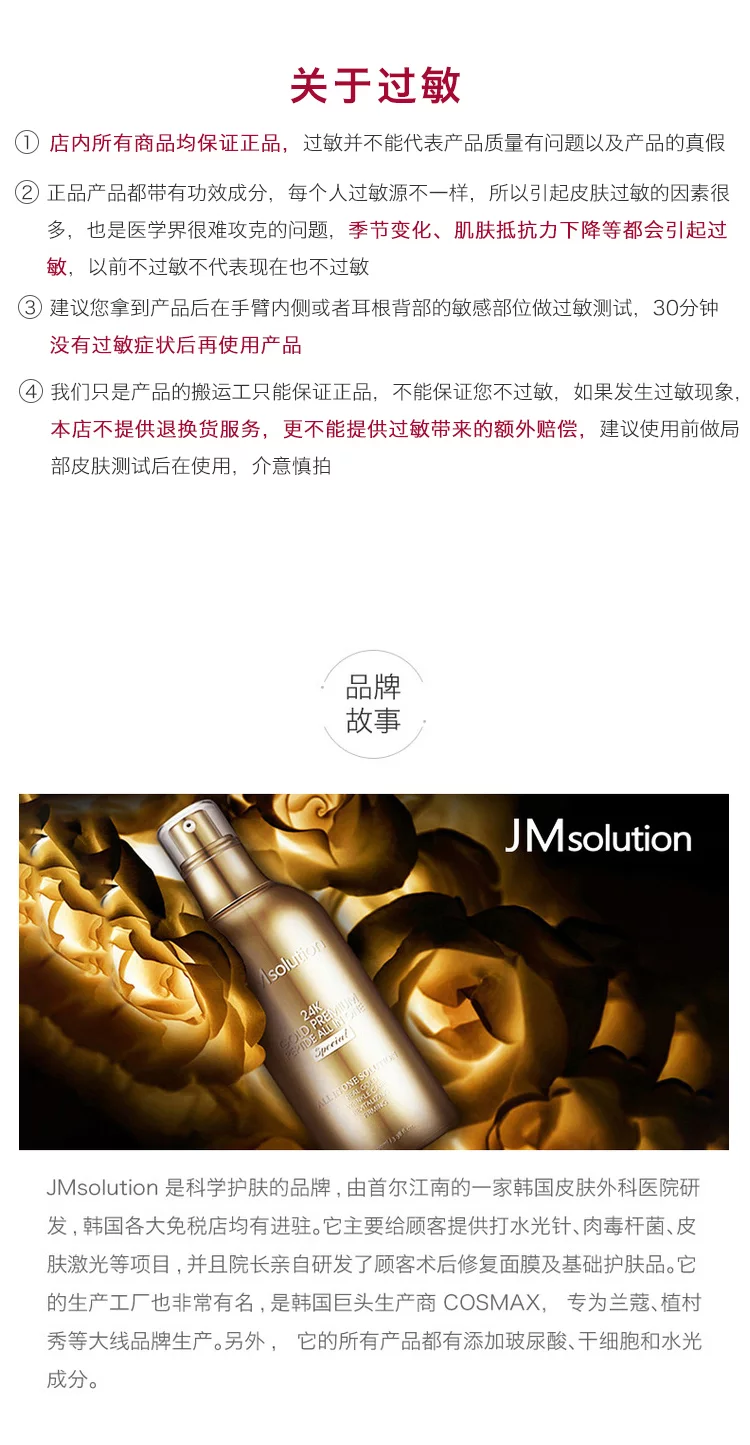 关于过敏
① 店内所有商品均保证正品，过敏并不能代表产品质量有问题以及产品的真假
② 正品产品都带有功效成分，每个人过敏源不一样，所以引起皮肤过敏的因素很
多，也是医学界很难攻克的问题，季节变化、肌肤抵抗力下降等都会引起过
敏，以前不过敏不代表现在也不过敏
③ 建议您拿到产品后在手臂内侧或者耳根背部的敏感部位做过敏测试，30分钟
没有过敏症状后再使用产品
④ 我们只是产品的搬运工只能保证正品，不能保证您不过敏，如果发生过敏现象，
本店不提供退换货服务，更不能提供过敏带来的额外赔偿，建议使用前做局
部皮肤测试后在使用，介意慎拍
品牌
故事
JMsolution
JMsolution
24K
GOLD PREMIUM
PEPTIDE ALL IN ONE
Special
ALL IN ONE SOLUTION
JMsolution 是科学护肤的品牌，由首尔江南的一家韩国皮肤外科医院研
发，韩国各大免税店均有进驻。它主要给顾客提供打水光针、肉毒杆菌、皮
肤激光等项目，并且院长亲自研发了顾客术后修复面膜及基础护肤品。它
的生产工厂也非常有名，是韩国巨头生产商 COSMAX， 专为兰蔻、植村
秀等大线品牌生产。另外， 它的所有产品都有添加玻尿酸、干细胞和水光
成分。